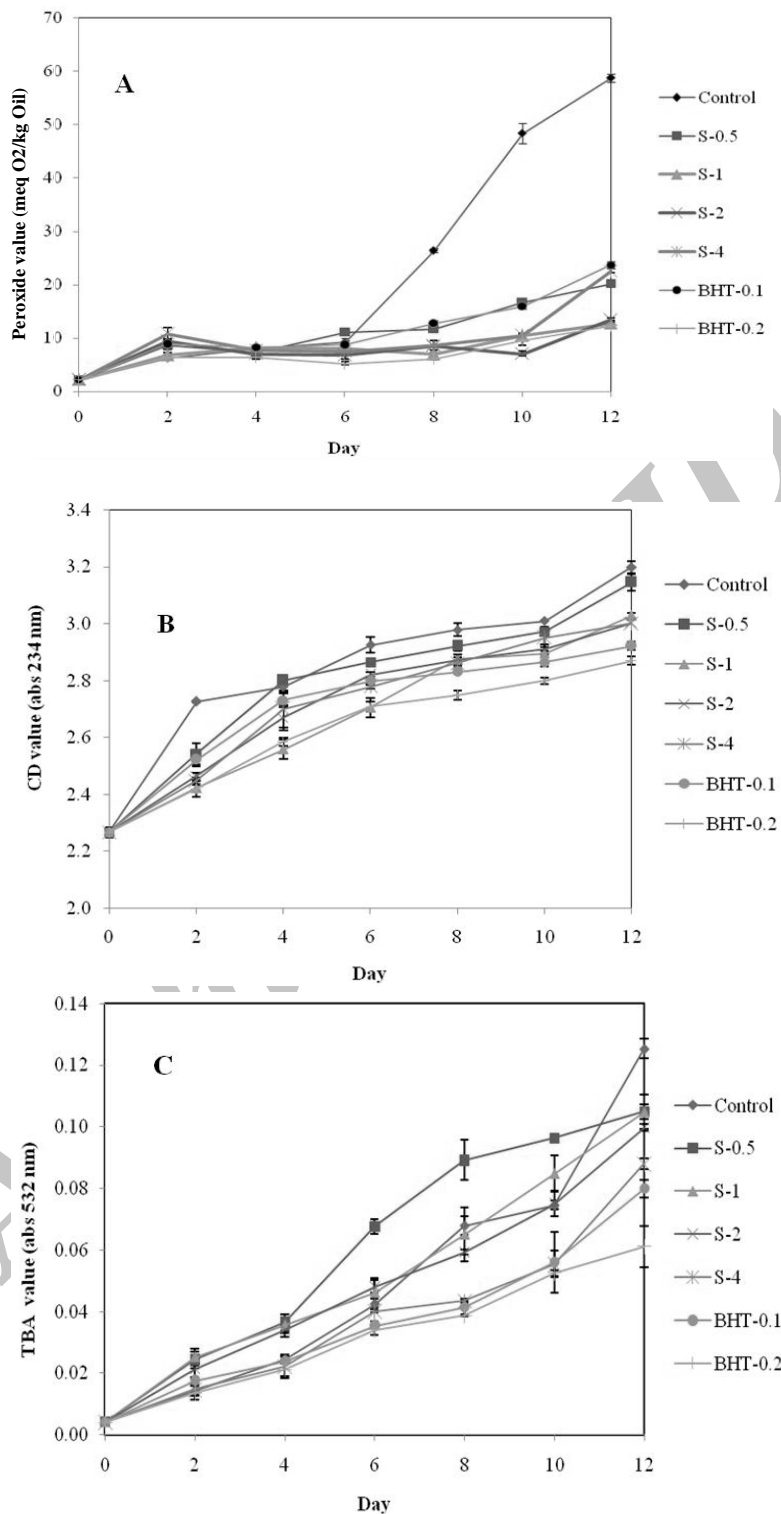 A
Peroxide value (meq O2/kg Oil)
70
60
50
40
30
20
10
0
0 2 4 6 8 10 12
Day
Control
S-0.5
S-1
S-2
S-4
BHT-0.1
BHT-0.2
B
CD value (abs 234 nm)
3.4
3.2
3.0
2.8
2.6
2.4
2.2
2.0
0 2 4 6 8 10 12
Day
Control
S-0.5
S-1
S-2
S-4
BHT-0.1
BHT-0.2
C
TBA value (abs 532 nm)
0.14
0.12
0.10
0.08
0.06
0.04
0.02
0.00
0 2 4 6 8 10 12
Day
Control
S-0.5
S-1
S-2
S-4
BHT-0.1
BHT-0.2